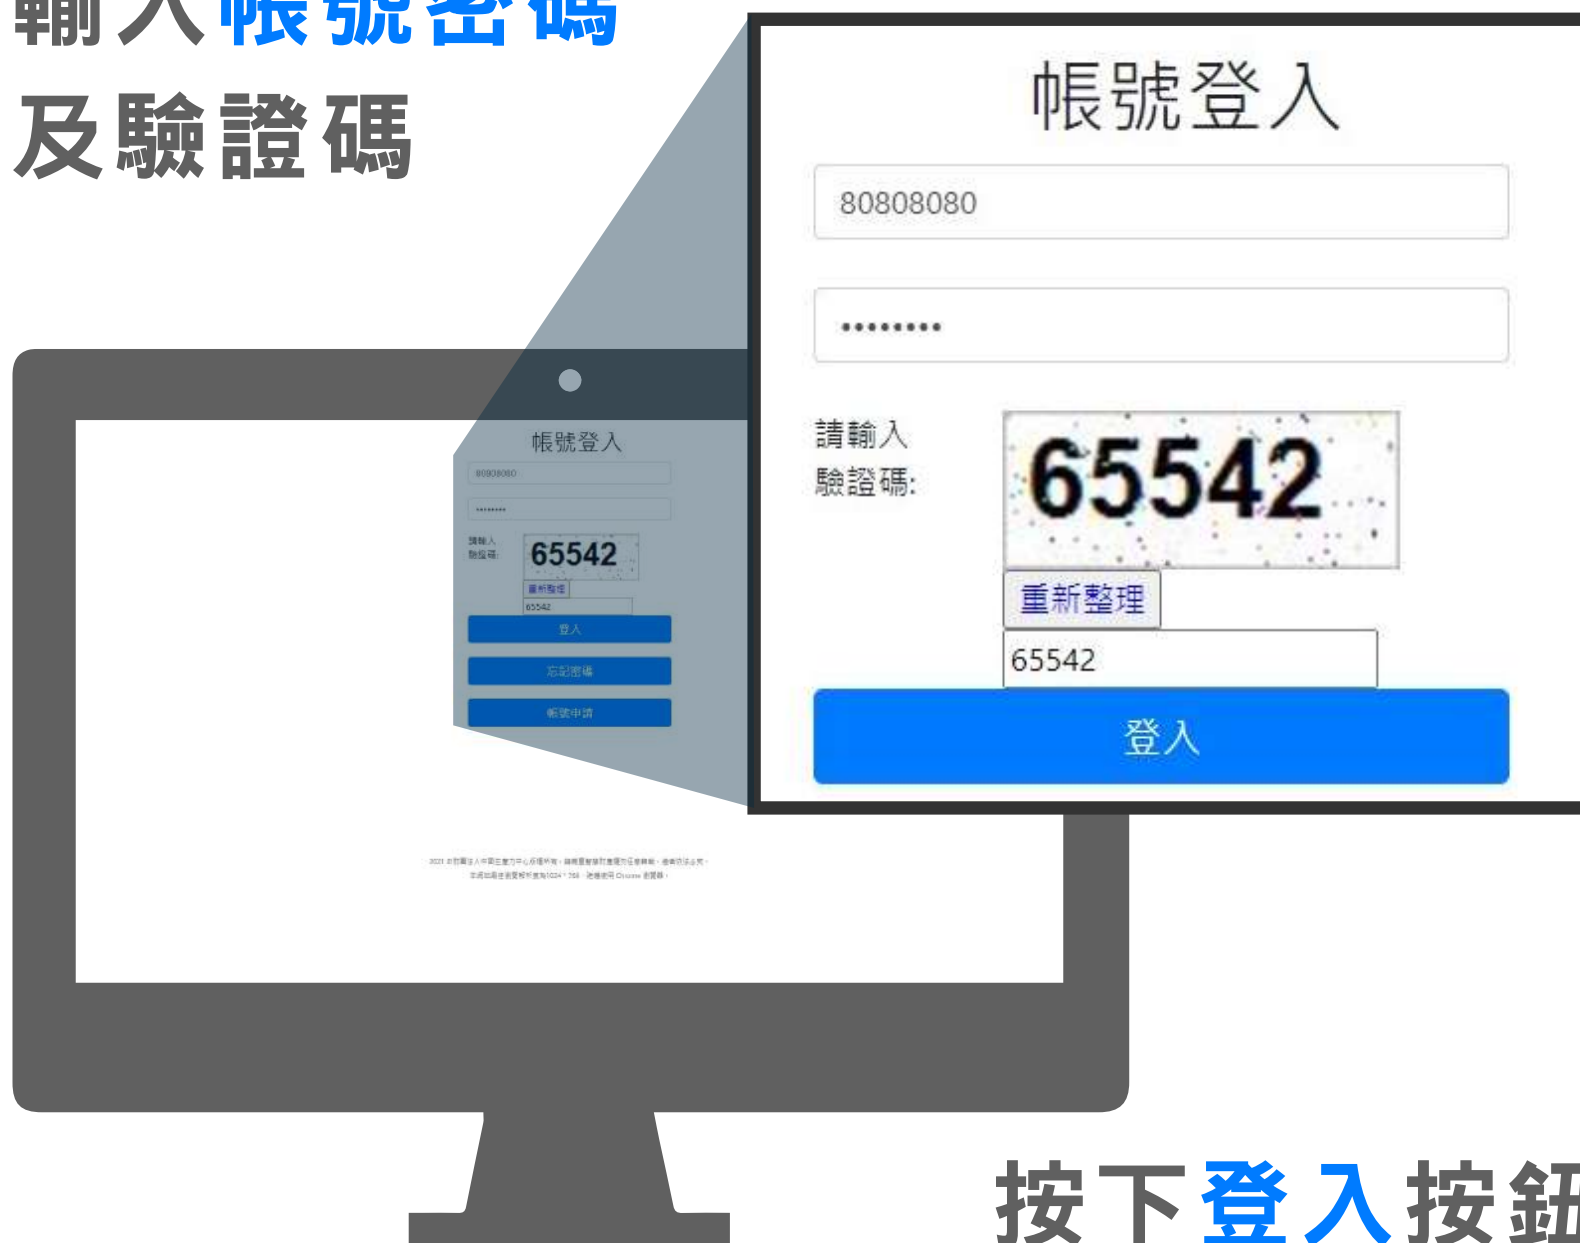 輸入帳號密碼
及驗證碼
帳號登入
80808080
••••••••
請輸入
驗證碼:
65542
重新整理
65542
登入
帳號登入
80808080
••••••••
請輸入
驗證碼:
65542
重新整理
65542
登入
忘記密碼
帳號申請
按下登入按鈕